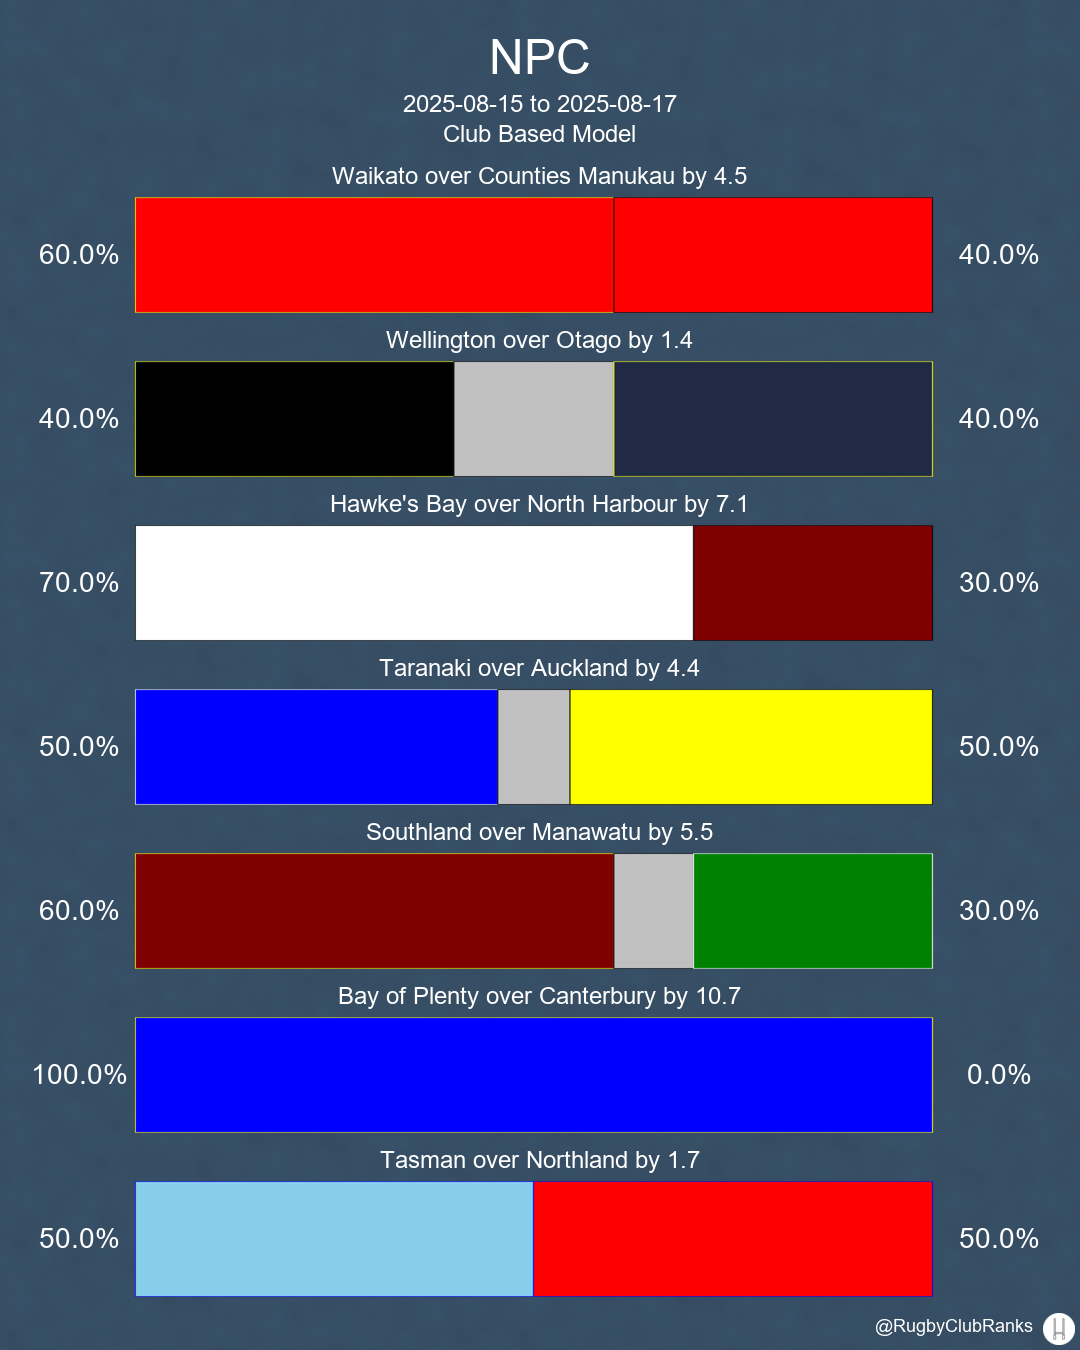 NPC
2025-08-15 to 2025-08-17
Club Based Model
Waikato over Counties Manukau by 4.5
60.0% 40.0%
Wellington over Otago by 1.4
40.0% 40.0%
Hawke's Bay over North Harbour by 7.1
70.0% 30.0%
Taranaki over Auckland by 4.4
50.0% 50.0%
Southland over Manawatu by 5.5
60.0% 30.0%
Bay of Plenty over Canterbury by 10.7
100.0% 0.0%
Tasman over Northland by 1.7
50.0% 50.0%
@RugbyClubRanks